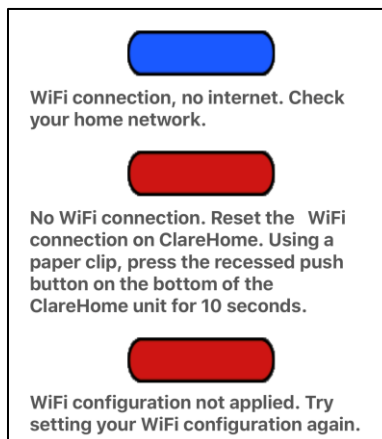 WiFi connection, no internet. Check
your home network.
No WiFi connection. Reset the WiFi
connection on ClareHome. Using a
paper clip, press the recessed push
button on the bottom of the
ClareHome unit for 10 seconds.
WiFi configuration not applied. Try
setting your WiFi configuration again.